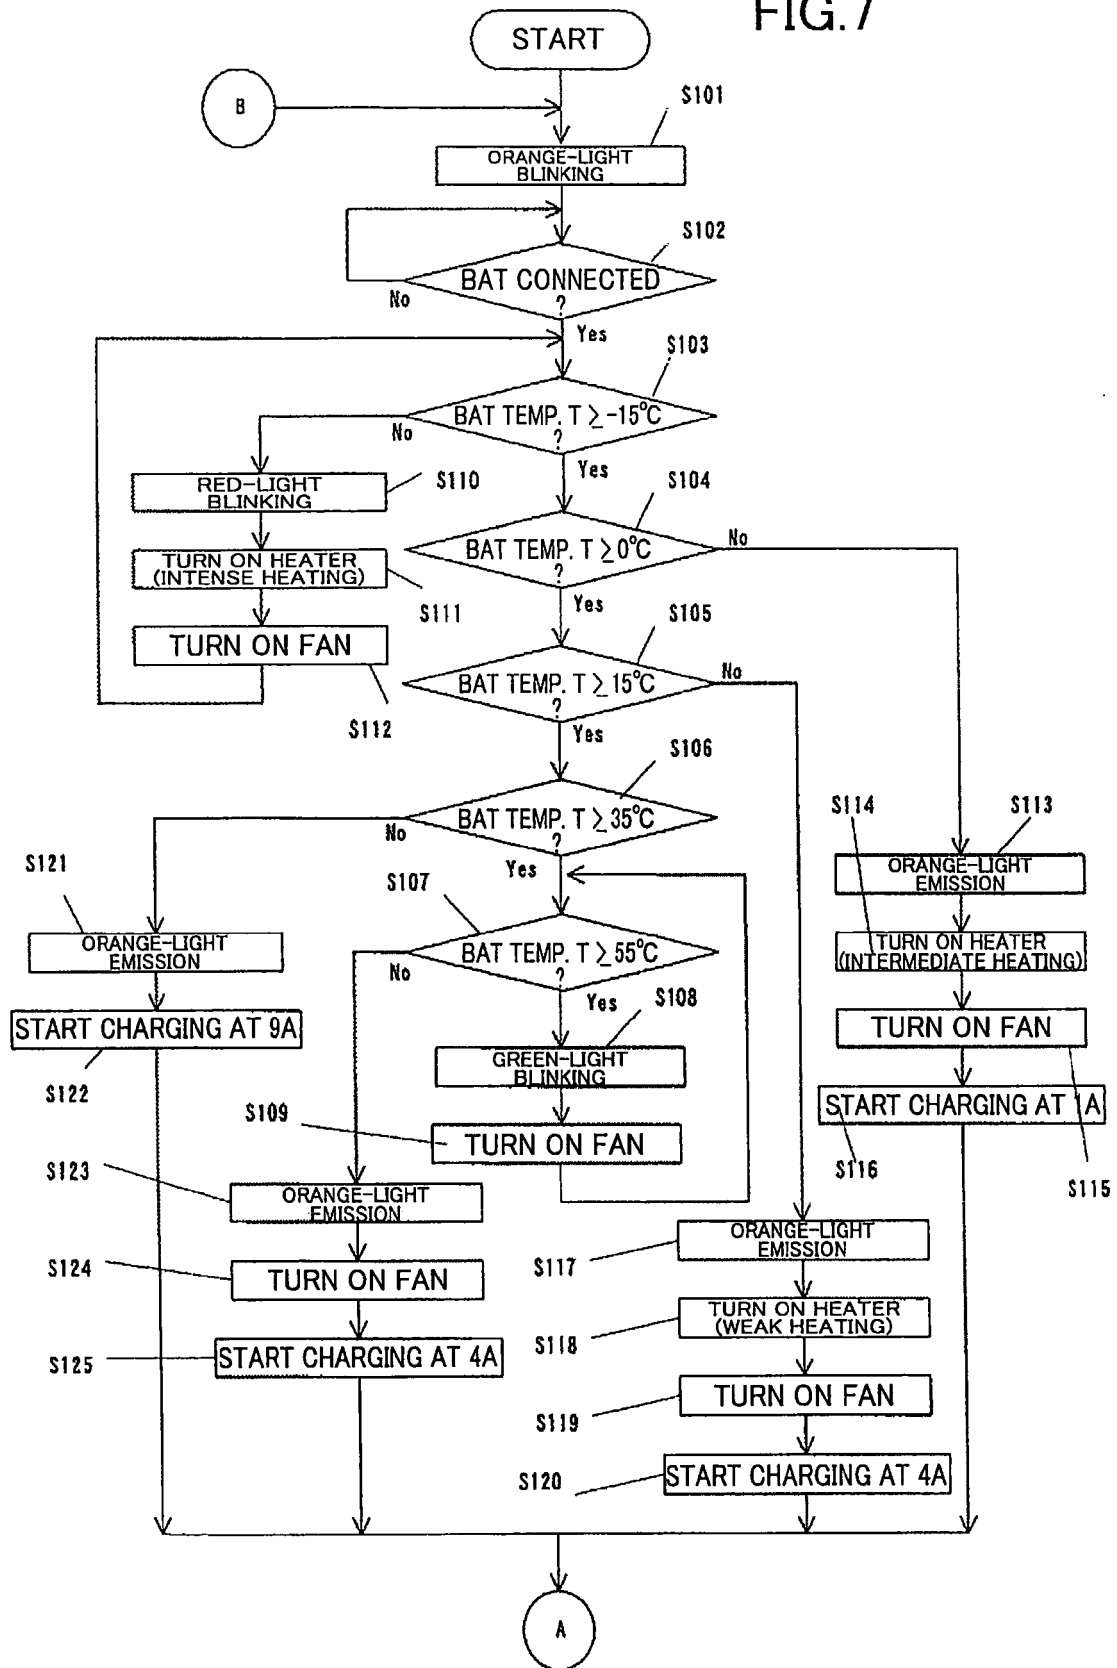 FIG.7
START
B
S101
ORANGE-LIGHT
BLINKING
S102
BAT CONNECTED
?
No
Yes
S103
BAT TEMP. T ≥ -15°C
?
No
Yes
RED-LIGHT
BLINKING
S110
S104
BAT TEMP. T ≥ 0°C
?
No
Yes
TURN ON HEATER
(INTENSE HEATING)
S111
S105
TURN ON FAN
S112
BAT TEMP. T ≥ 15°C
?
No
Yes
S106
BAT TEMP. T ≥ 35°C
?
No
Yes
S114
S113
ORANGE-LIGHT
EMISSION
S121
S107
ORANGE-LIGHT
EMISSION
BAT TEMP. T ≥ 55°C
?
No
Yes
TURN ON HEATER
(INTERMEDIATE HEATING)
START CHARGING AT 9A
S122
S108
GREEN-LIGHT
BLINKING
TURN ON FAN
S109
TURN ON FAN
START CHARGING AT 1A
S116
S115
S123
ORANGE-LIGHT
EMISSION
S117
ORANGE-LIGHT
EMISSION
S124
TURN ON FAN
S118
TURN ON HEATER
(WEAK HEATING)
S125
START CHARGING AT 4A
S119
TURN ON FAN
S120
START CHARGING AT 4A
A